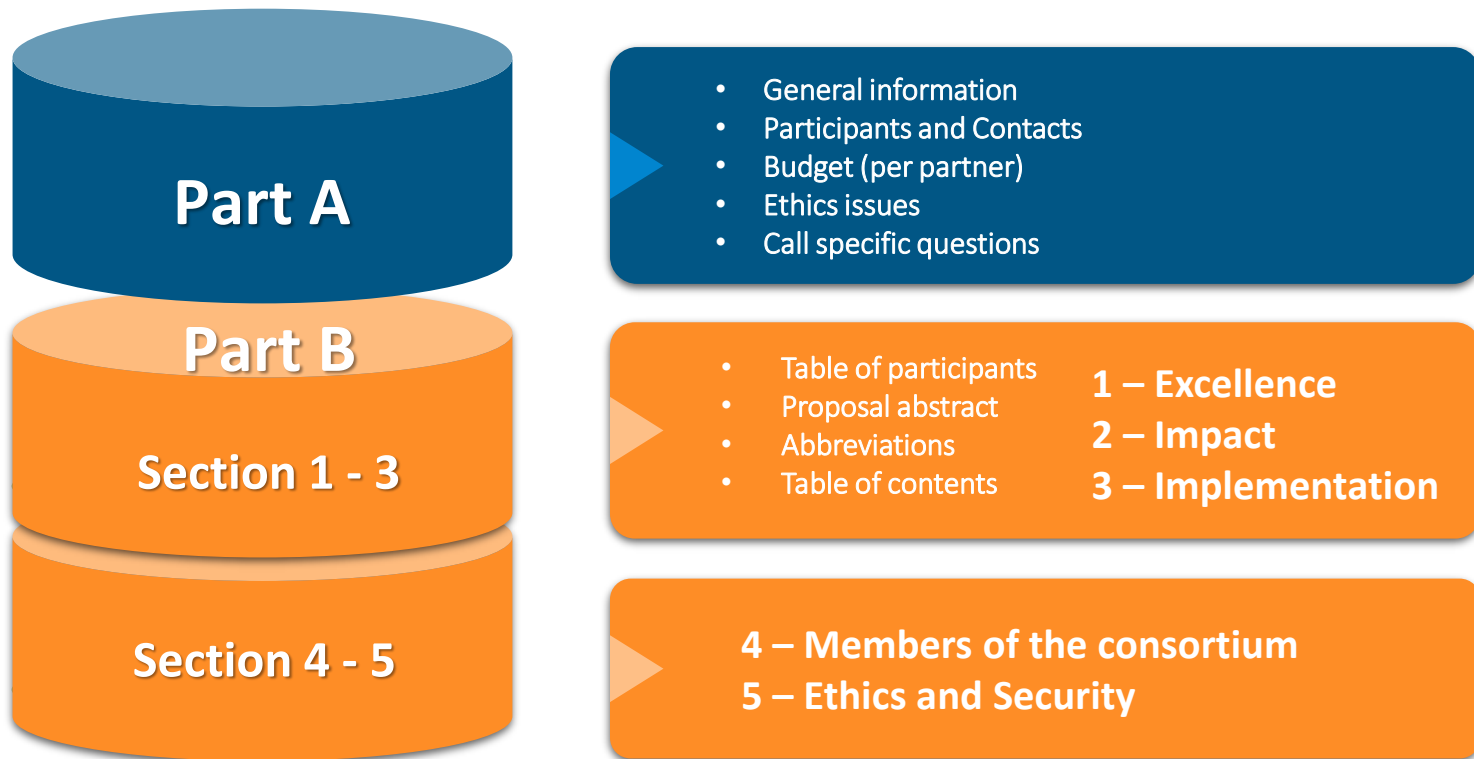 Part A
• General information
• Participants and Contacts
• Budget (per partner)
• Ethics issues
• Call specific questions
Part B
Section 1 - 3
• Table of participants
• Proposal abstract
• Abbreviations
• Table of contents
1 – Excellence
2 – Impact
3 – Implementation
Section 4 - 5
4 – Members of the consortium
5 – Ethics and Security